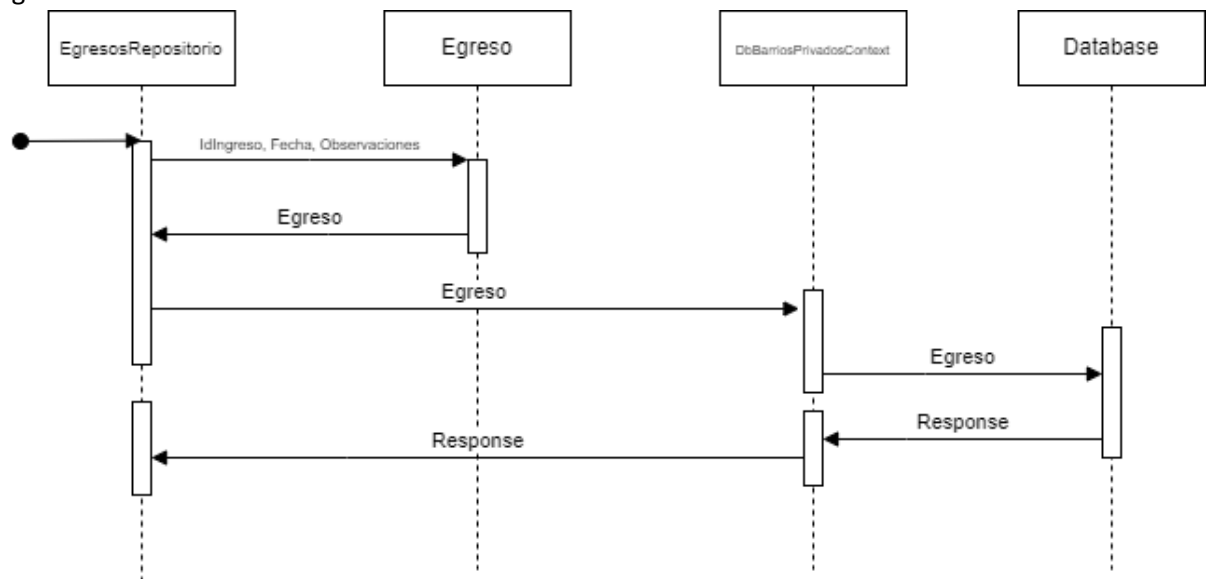 EgresosRepositorio
Egreso
DbBarriosPrivadosContext
Database
IdIngreso, Fecha, Observaciones
Egreso
Egreso
Egreso
Response
Response